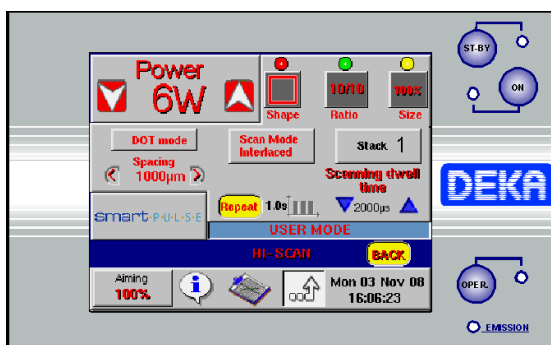 Power
6W
Shape
10/10
Ratio
100%
Size
ST-BY
ON
DOT mode
Scan Mode
Interlaced
Stack 1
Spacing
1000µm
Scanning dwell
time
DEKA
smart·P·U·L·S·E
Repeat 1.0s
2000µs
USER MODE
HI-SCAN
BACK
Aiming
100%
Mon 03 Nov 08
16:06:23
OPER.
EMISSION